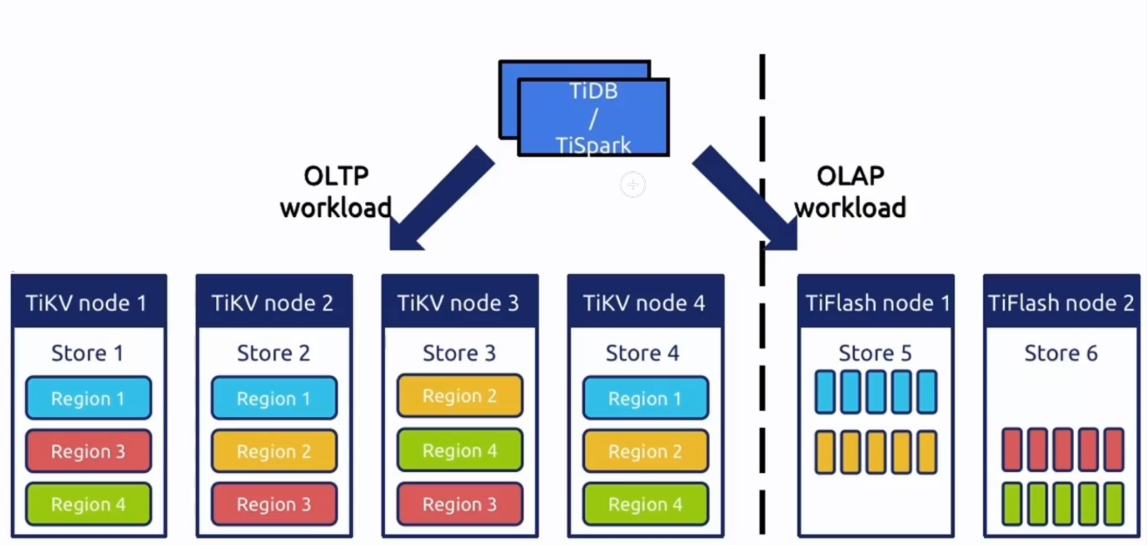 TiDB
/
TiSpark
OLTP
workload
OLAP
workload
TiKV node 1
Store 1
Region 1
Region 3
Region 4
TiKV node 2
Store 2
Region 1
Region 2
Region 3
TiKV node 3
Store 3
Region 2
Region 4
Region 3
TiKV node 4
Store 4
Region 1
Region 2
Region 4
TiFlash node 1
Store 5
TiFlash node 2
Store 6